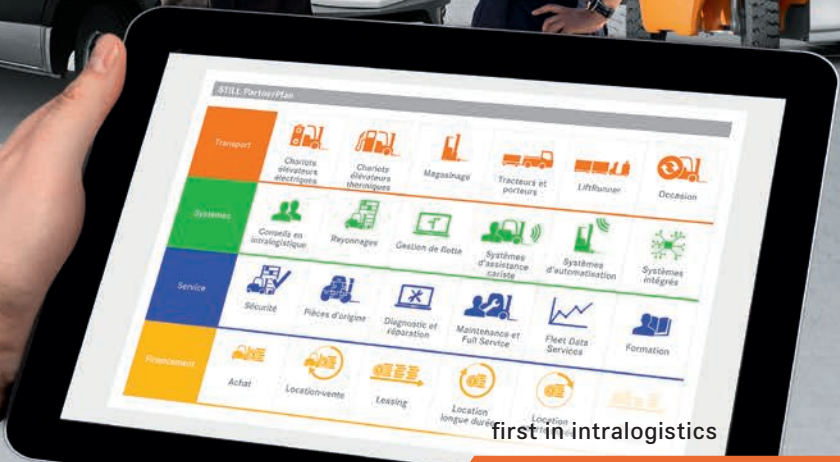 STILL PartnerPlan
Transport
Chariots
élévateurs
électriques
Chariots
élévateurs
thermiques
Magasinage
Tracteurs et
porteurs
LiftRunner
Occasion
Systèmes
Conseils en
intralogistique
Rayonnages
Gestion de flotte
Systèmes
d'assistance
cariste
Systèmes
d'automatisation
Systèmes
intégrés
Service
Sécurité
Pièces d'origine
Diagnostic et
réparation
Maintenance et
Full Service
Fleet Data
Services
Formation
Financement
Achat
Location-vente
Leasing
Location
longue durée
Location
first in intralogistics